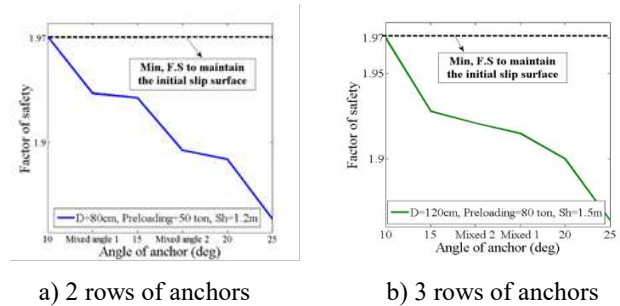 1.97
Min, F.S to maintain
the initial slip surface
Factor of safety
1.9
D=80cm, Preloading=50 ton, Sh=1.2m
10 Mixed angle 1 15 Mixed angle 2 20 25
Angle of anchor (deg)
a) 2 rows of anchors
1.97
Min, F.S to maintain
the initial slip surface
1.95
Factor of safety
1.9
D=120cm, Preloading=80 ton, Sh=1.5m
10 15 Mixed 2 Mixed 1 20 25
Angle of anchor (deg)
b) 3 rows of anchors